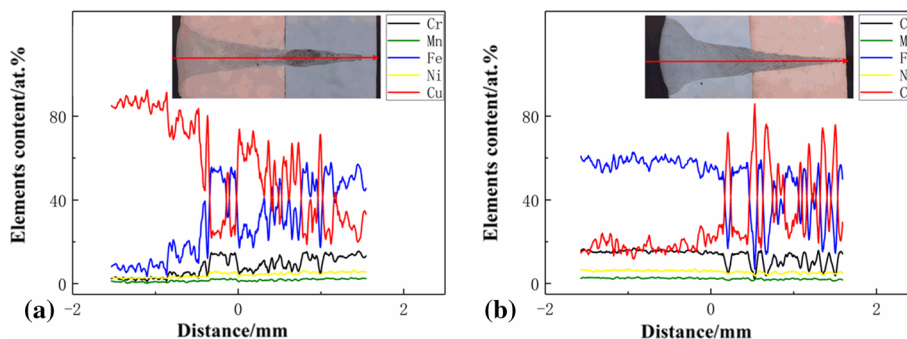 Cr
Mn
Fe
Ni
Cu
Elements content/at.%
80
40
0
-2
0
2
Distance/mm
(a)
C
M
F
N
C
Elements content/at.%
80
40
0
-2
0
2
Distance/mm
(b)